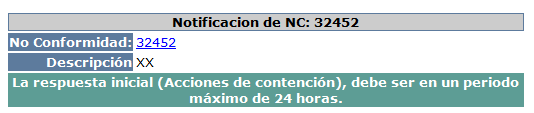 Notificacion de NC: 32452
No Conformidad: 32452
Descripción XX
La respuesta inicial (Acciones de contención), debe ser en un periodo
máximo de 24 horas.